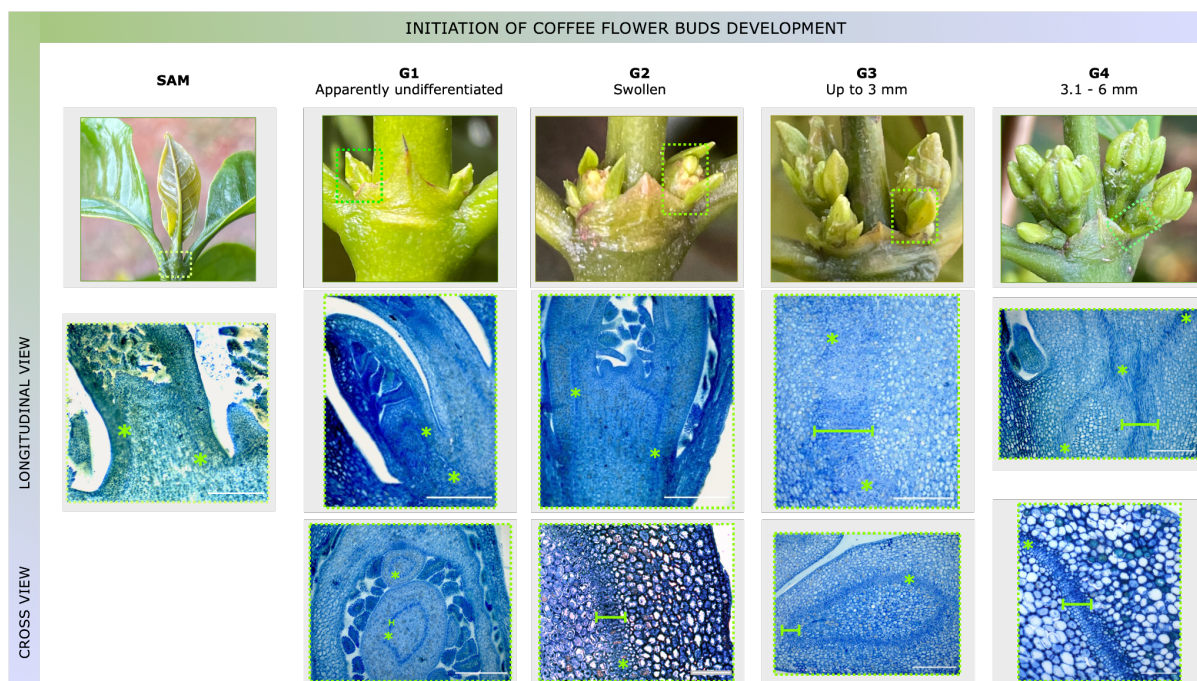 INITIATION OF COFFEE FLOWER BUDS DEVELOPMENT
SAM
G1
Apparently undifferentiated
G2
Swollen
G3
Up to 3 mm
G4
3.1 - 6 mm
LONGITUDINAL VIEW
CROSS VIEW